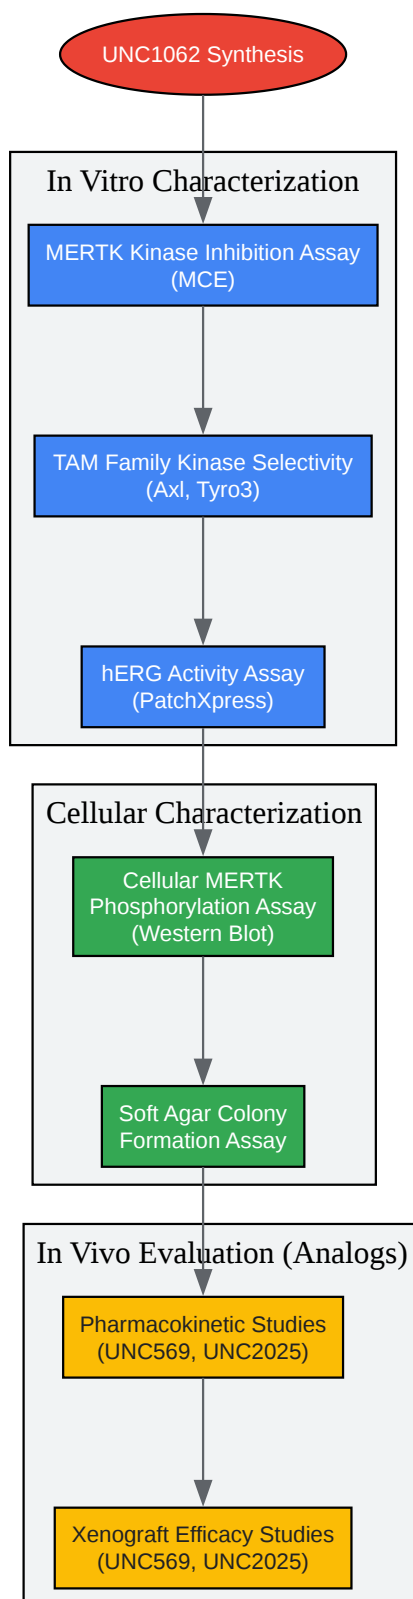 UNC1062 Synthesis
In Vitro Characterization
MERTK Kinase Inhibition Assay
(MCE)
TAM Family Kinase Selectivity
(Axl, Tyro3)
hERG Activity Assay
(PatchXpress)
Cellular Characterization
Cellular MERTK
Phosphorylation Assay
(Western Blot)
Soft Agar Colony
Formation Assay
In Vivo Evaluation (Analogs)
Pharmacokinetic Studies
(UNC569, UNC2025)
Xenograft Efficacy Studies
(UNC569, UNC2025)